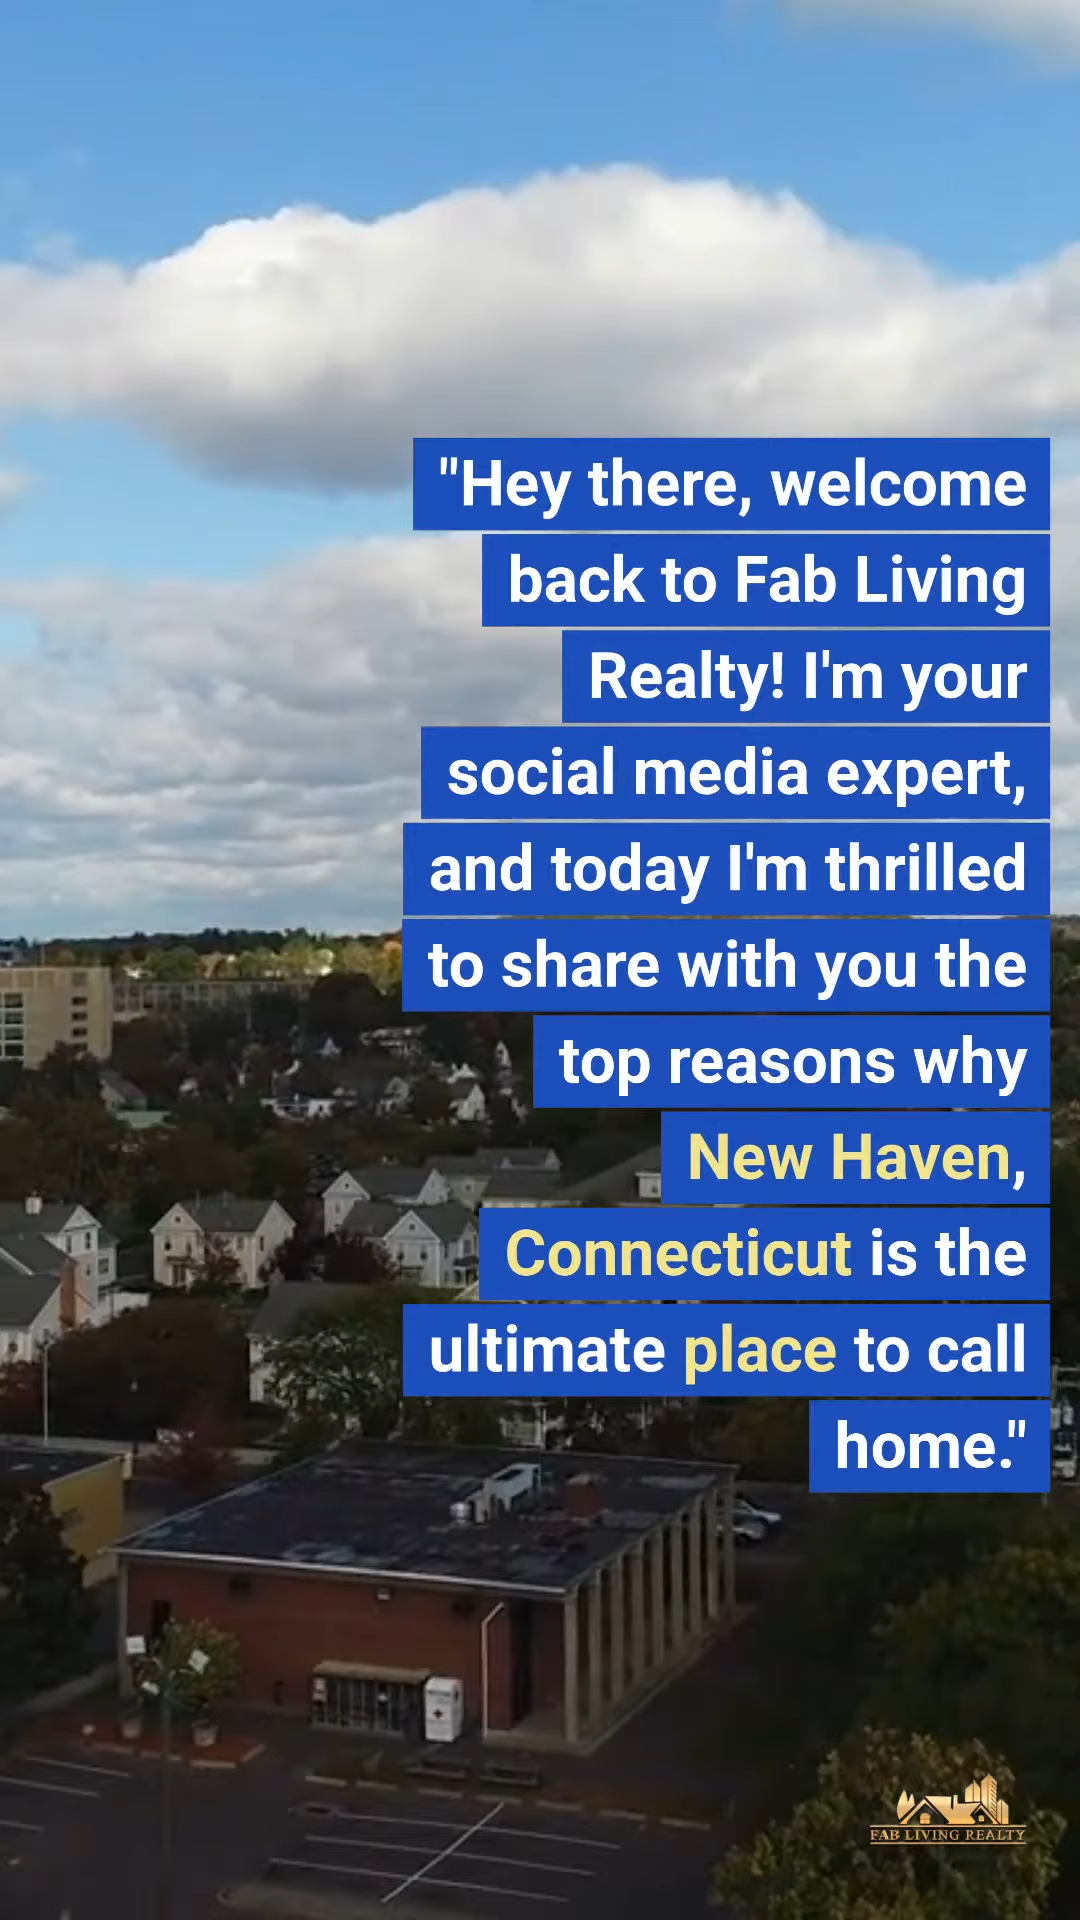 "Hey there, welcome
back to Fab Living
Realty! I'm your
social media expert,
and today I'm thrilled
to share with you the
top reasons why
New Haven,
Connecticut is the
ultimate place to call
home."
FAB LIVING REALTY